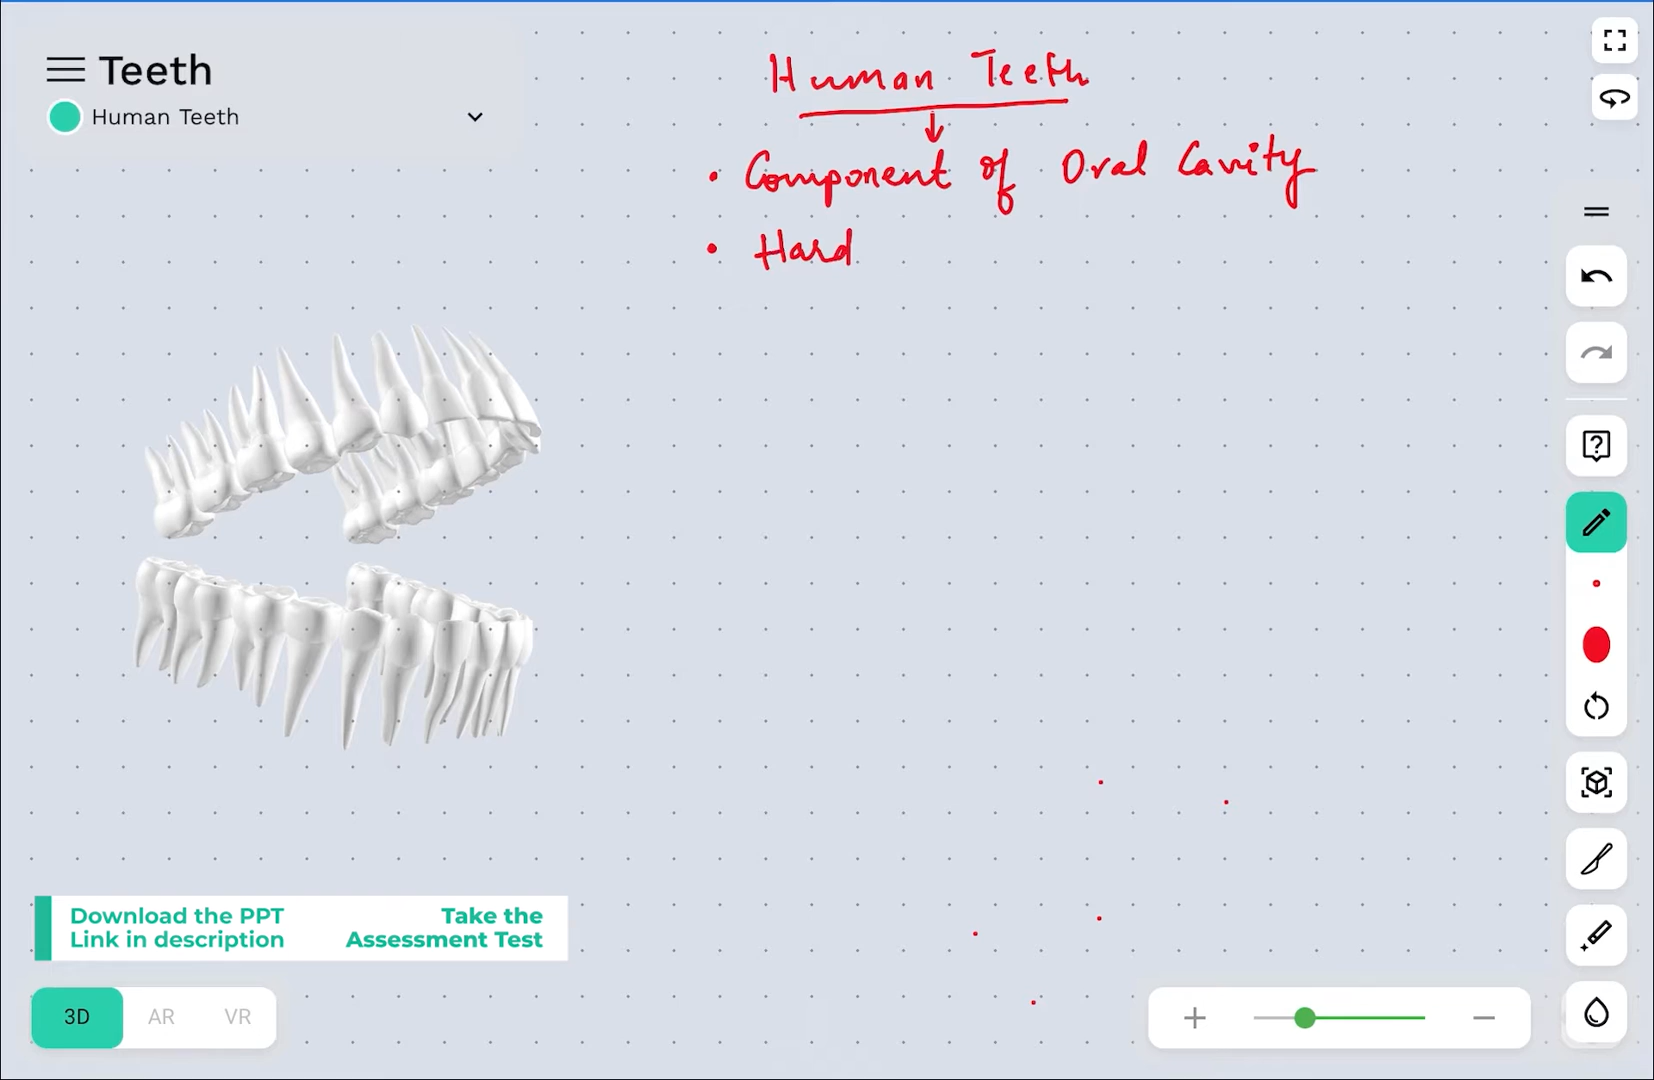 Teeth
Human Teeth
Human Teeth
• Component of Oral Cavity
• Hard
Download the PPT
Link in description
Take the
Assessment Test
3D AR VR